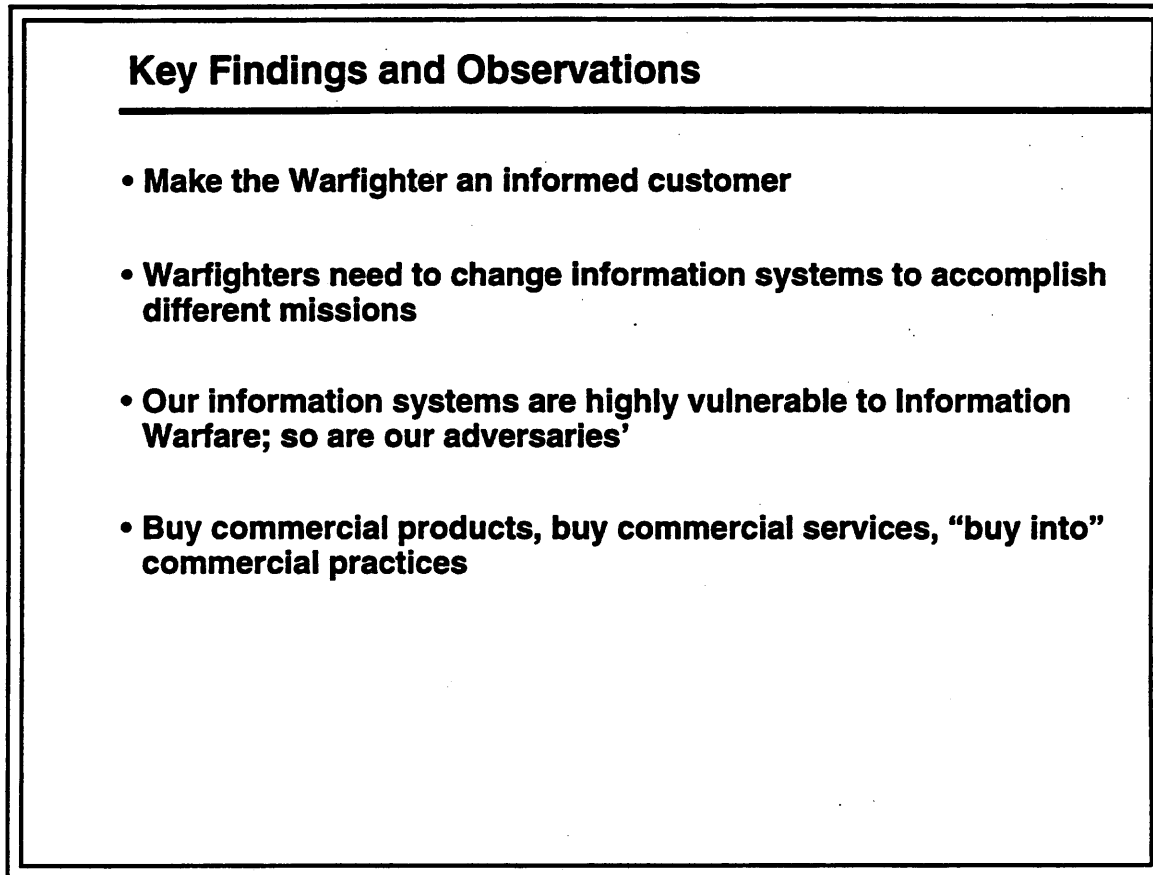 Key Findings and Observations
• Make the Warfighter an informed customer
• Warfighters need to change information systems to accomplish
different missions
• Our information systems are highly vulnerable to Information
Warfare; so are our adversaries’
• Buy commercial products, buy commercial services, “buy into”
commercial practices